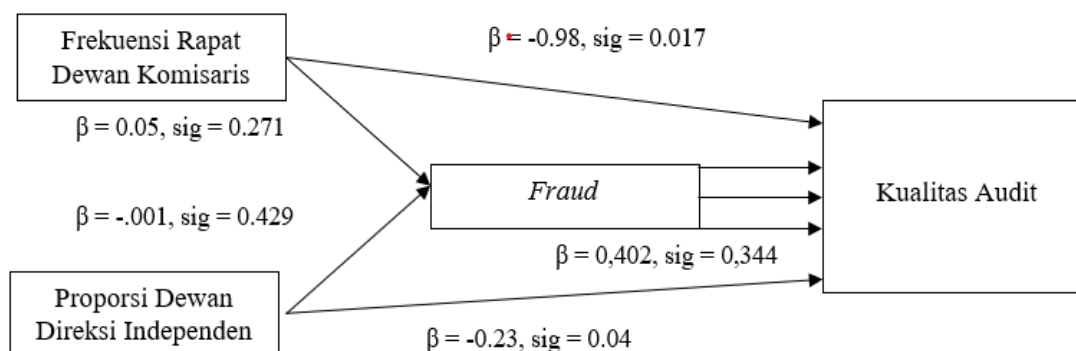 Frekuensi Rapat
Dewan Komisaris
β = -0.98, sig = 0.017
β = 0.05, sig = 0.271
Fraud
Kualitas Audit
β = -.001, sig = 0.429
β = 0,402, sig = 0,344
Proporsi Dewan
Direksi Independen
β = -0.23, sig = 0.04